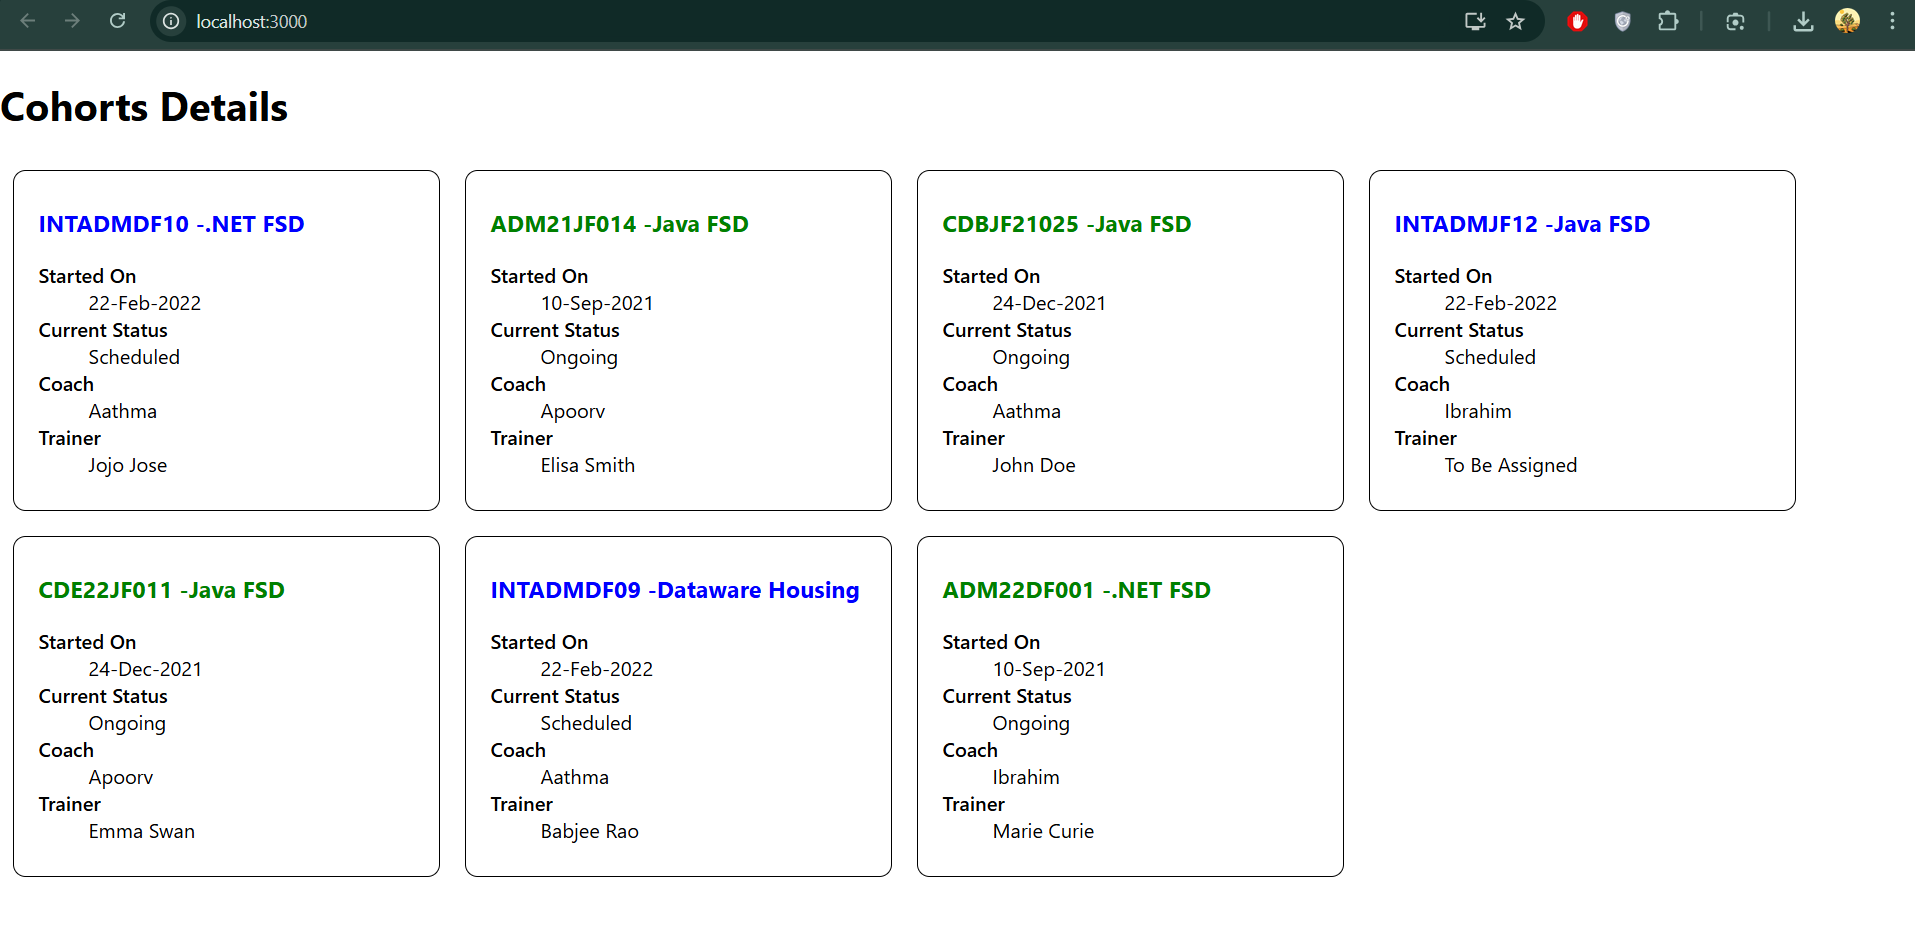 localhost:3000
Cohorts Details
INTADMDF10 -.NET FSD
Started On
22-Feb-2022
Current Status
Scheduled
Coach
Aathma
Trainer
Jojo Jose
ADM21JF014 -Java FSD
Started On
10-Sep-2021
Current Status
Ongoing
Coach
Apoorv
Trainer
Elisa Smith
CDBJF21025 -Java FSD
Started On
24-Dec-2021
Current Status
Ongoing
Coach
Aathma
Trainer
John Doe
INTADMJF12 -Java FSD
Started On
22-Feb-2022
Current Status
Scheduled
Coach
Ibrahim
Trainer
To Be Assigned
CDE22JF011 -Java FSD
Started On
24-Dec-2021
Current Status
Ongoing
Coach
Apoorv
Trainer
Emma Swan
INTADMDF09 -Dataware Housing
Started On
22-Feb-2022
Current Status
Scheduled
Coach
Aathma
Trainer
Babjee Rao
ADM22DF001 -.NET FSD
Started On
10-Sep-2021
Current Status
Ongoing
Coach
Ibrahim
Trainer
Marie Curie